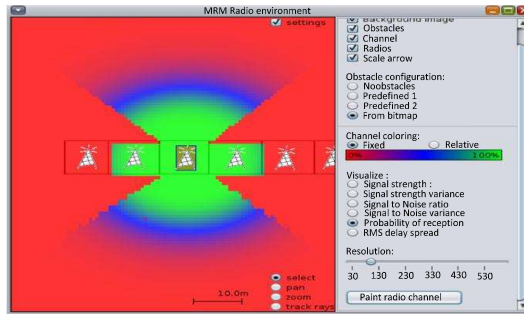 MRM Radio environment
settings
Background image
Obstacles
Channel
Radios
Scale arrow
Obstacle configuration:
Noobstacles
Predefined 1
Predefined 2
From bitmap
Channel coloring:
Fixed Relative
0% 100%
Visualize :
Signal strength :
Signal strength variance
Signal to Noise ratio
Signal to Noise variance
Probability of reception
RMS delay spread
Resolution:
30 130 230 330 430 530
Paint radio channel
select
pan
zoom
track rays
10.0m